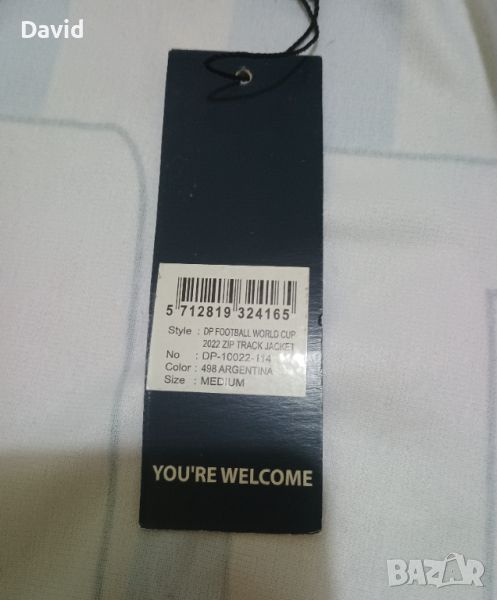 David
5 712819 324165
Style : DP FOOTBALL WORLD CUP
2022 ZIP TRACK JACKET
No : DP-10022-114
Color : 498 ARGENTINA
Size : MEDIUM
YOU'RE WELCOME
BAZAR